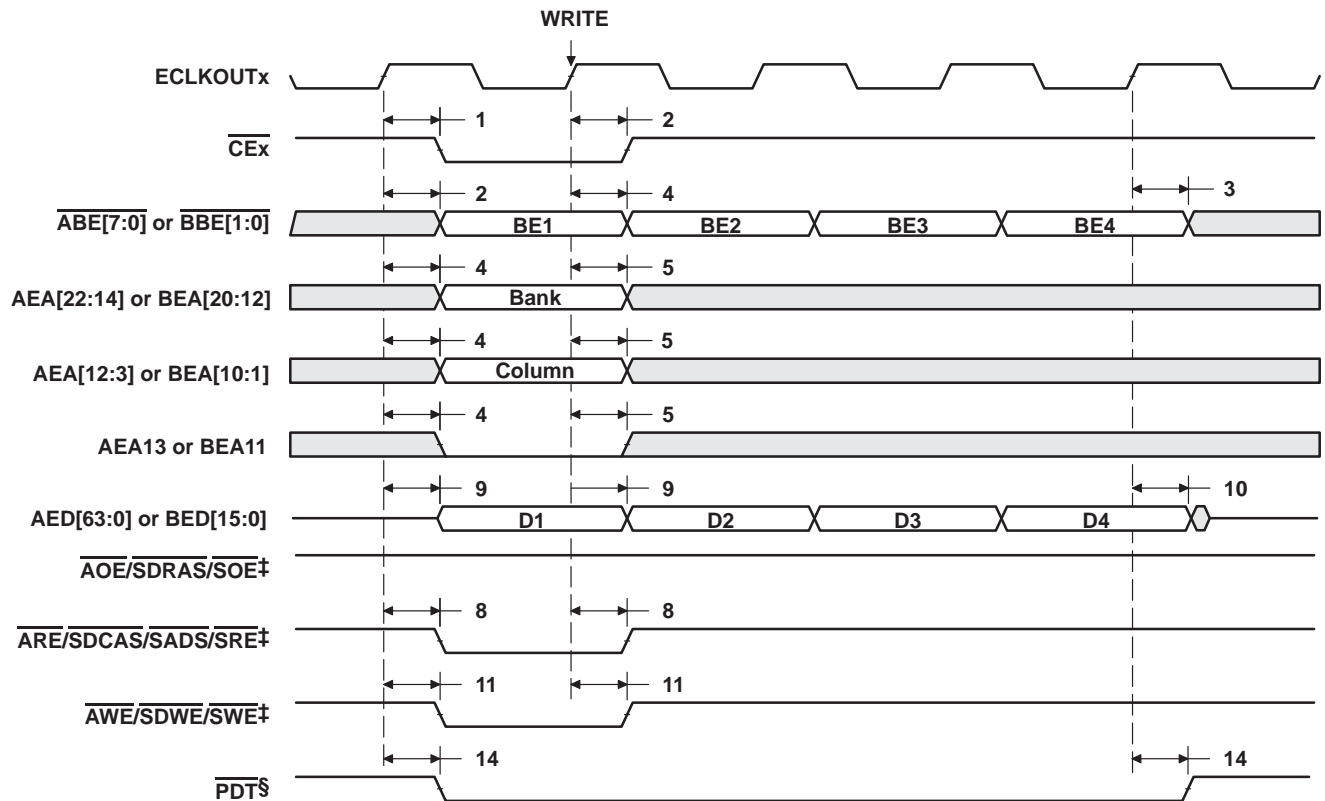 WRITE
ECLKOUTx
1
2
CEx
2
4
3
ABE[7:0] or BBE[1:0]
BE1
BE2
BE3
BE4
4
5
AEA[22:14] or BEA[20:12]
Bank
4
5
AEA[12:3] or BEA[10:1]
Column
4
5
AEA13 or BEA11
9
9
10
AED[63:0] or BED[15:0]
D1
D2
D3
D4
AOE/SDRAS/SOE‡
8
8
ARE/SDCAS/SADS/SRE‡
11
11
AWE/SDWE/SWE‡
14
14
PDT§